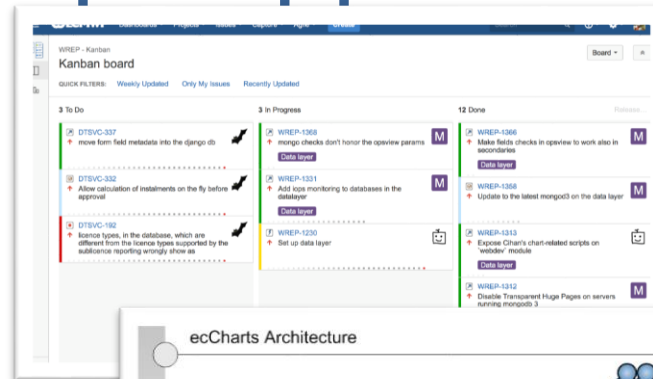 Create
WREP - Kanban
Kanban board
Board
QUICK FILTERS: Weekly Updated Only My Issues Recently Updated
3 To Do
3 In Progress
12 Done
Release...
DTSVC-337
move form field metadata into the django db
DTSVC-332
Allow calculation of instalments on the fly before
approval
DTSVC-192
licence types, in the database, which are
different from the licence types supported by the
sublicence reporting wrongly show as
WREP-1368
mongo checks don't honor the opsview params
M
Data layer
WREP-1331
Add iops monitoring to databases in the
datalayer
M
Data layer
WREP-1230
Set up data layer
WREP-1366
Make fields checks in opsview to work also in
secondaries
M
Data layer
WREP-1358
Update to the latest mongod3 on the data layer
M
WREP-1313
Expose Cihan's chart-related scripts on
'webdev' module
Data layer
WREP-1312
Disable Transparent Huge Pages on servers
running mongodb 3
M
ecCharts Architecture